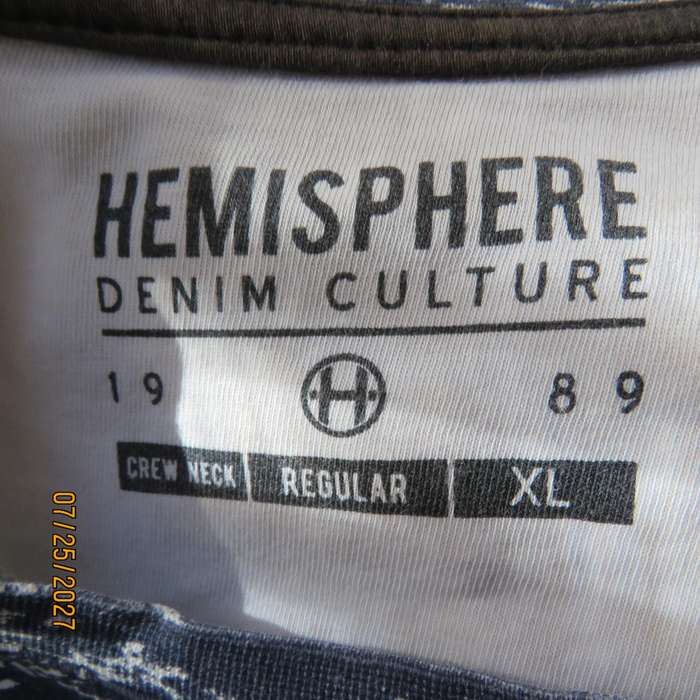 HEMISPHERE
DENIM CULTURE
19 H 89
CREW NECK REGULAR XL
07/25/2027